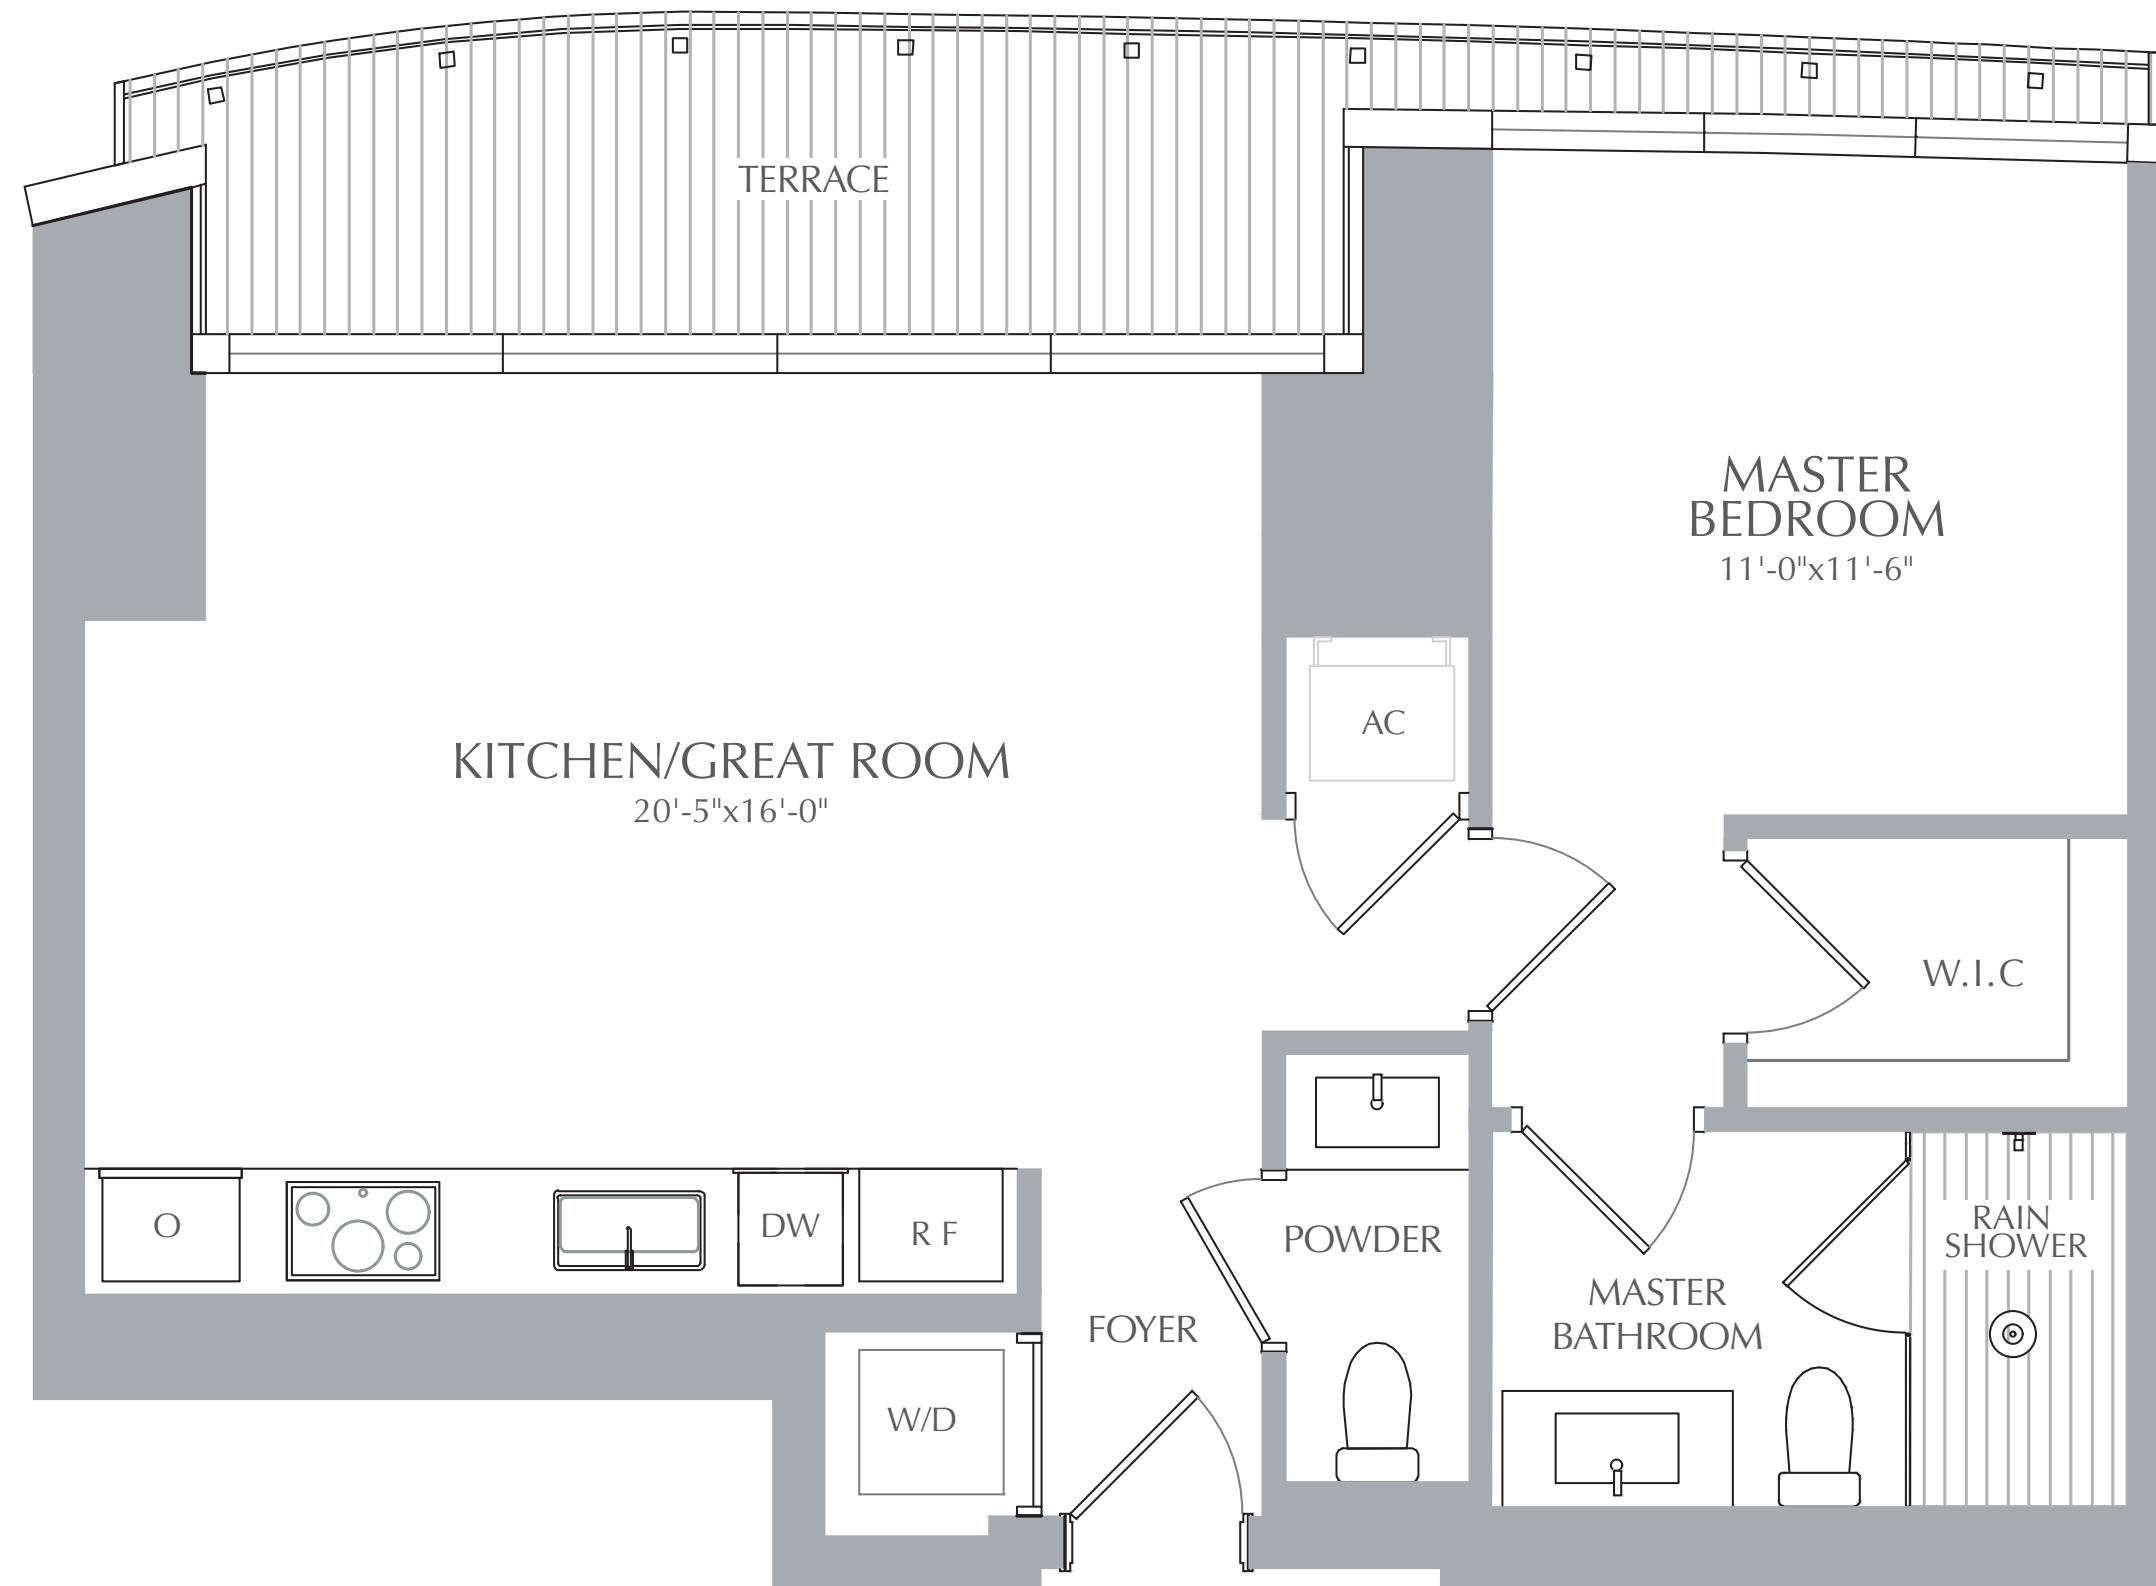 TERRACE
MASTER
BEDROOM
11'-0"x11'-6"
AC
KITCHEN/GREAT ROOM
20'-5"x16'-0"
W.I.C
O
DW
R F
POWDER
RAIN
SHOWER
FOYER
MASTER
BATHROOM
W/D